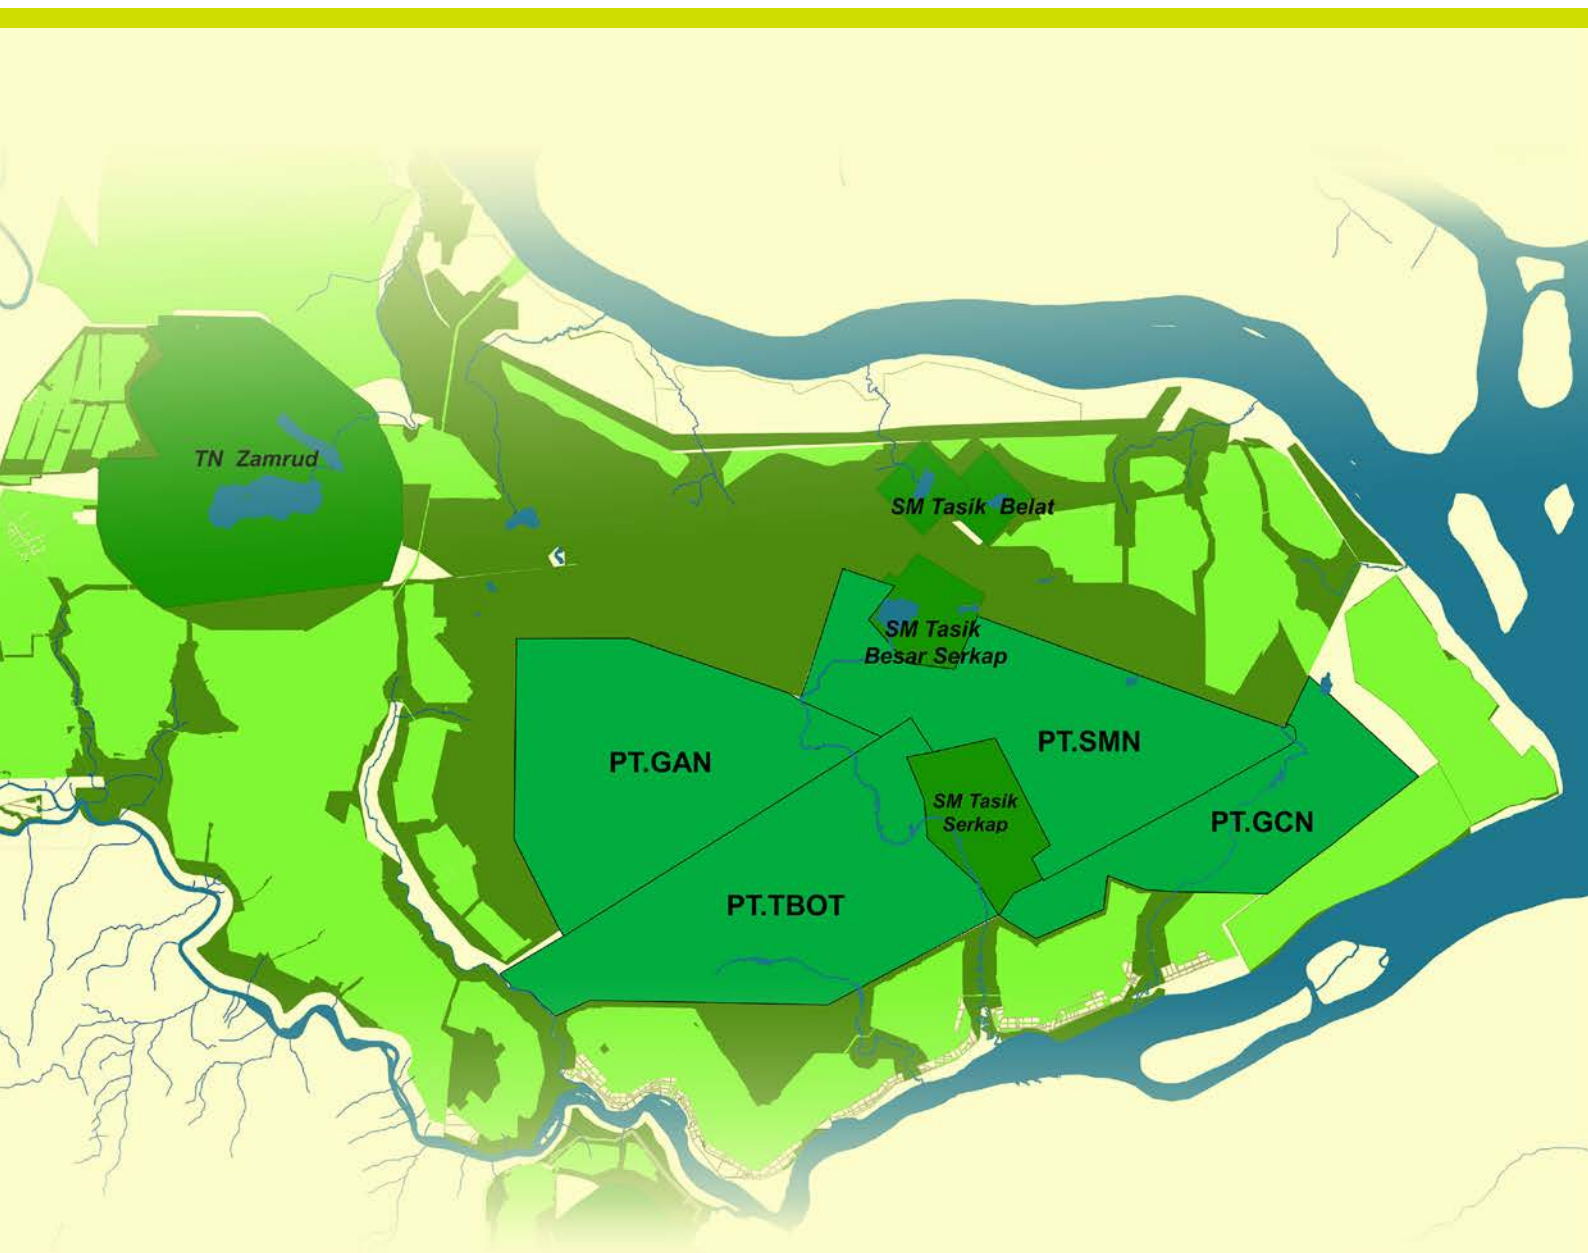 TN Zamrud
SM Tasik Belat
SM Tasik
Besar Serkap
PT.SMN
PT.GAN
SM Tasik
Serkap
PT.GCN
PT.TBOT